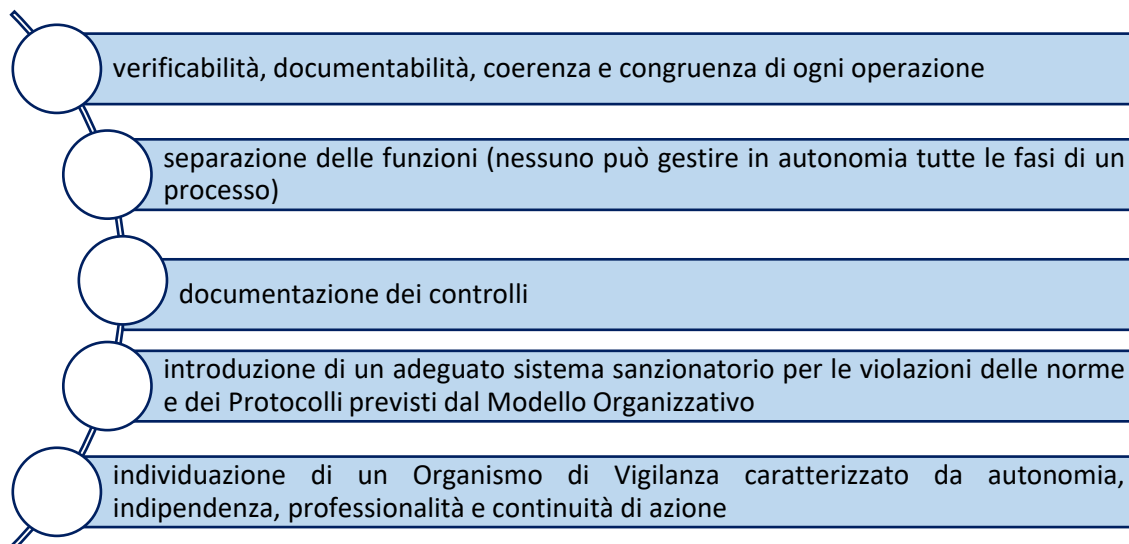 verificabilità, documentabilità, coerenza e congruenza di ogni operazione
separazione delle funzioni (nessuno può gestire in autonomia tutte le fasi di un
processo)
documentazione dei controlli
introduzione di un adeguato sistema sanzionatorio per le violazioni delle norme
e dei Protocolli previsti dal Modello Organizzativo
individuazione di un Organismo di Vigilanza caratterizzato da autonomia,
indipendenza, professionalità e continuità di azione